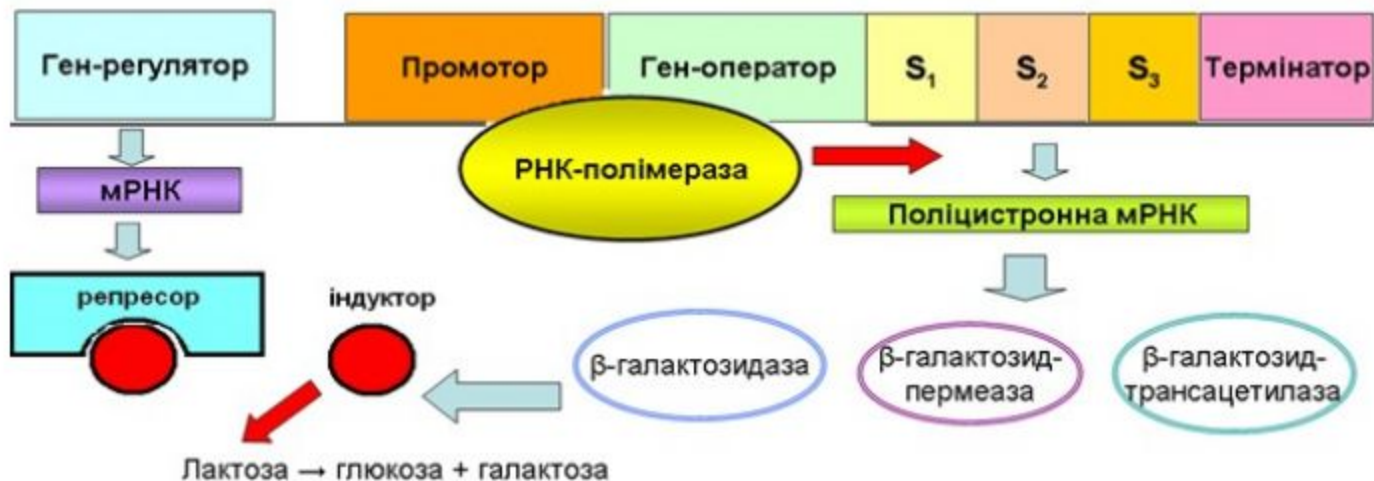 Ген-регулятор
Промотор
Ген-оператор
S₁
S₂
S₃
Термінатор
РНК-полімераза
мРНК
Поліцистронна мРНК
репресор
індуктор
β-галактозидаза
β-галактозид-
пермеаза
β-галактозид-
трансацетилаза
Лактоза → глюкоза + галактоза